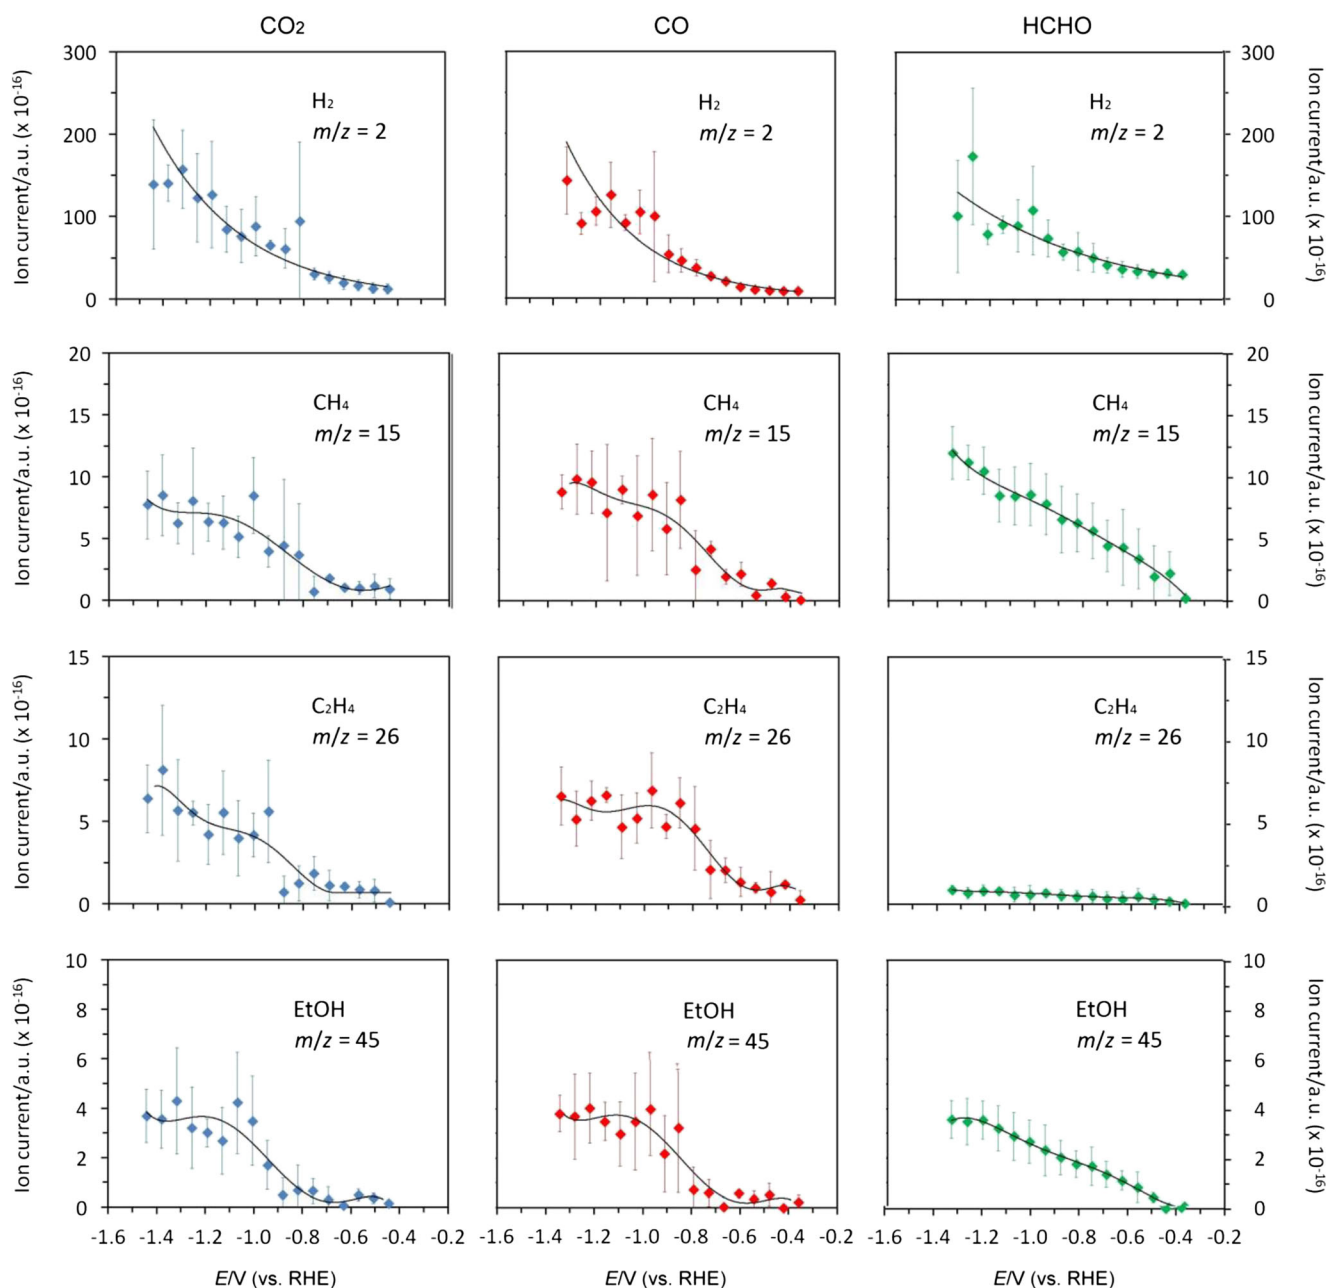 CO₂ CO HCHO
Ion current/a.u. (x 10⁻¹⁶)
300
200
100
0
H₂
m/z = 2
H₂
m/z = 2
H₂
m/z = 2
300
200
100
0
Ion current/a.u. (x 10⁻¹⁶)
Ion current/a.u. (x 10⁻¹⁶)
20
15
10
5
0
CH₄
m/z = 15
CH₄
m/z = 15
CH₄
m/z = 15
20
15
10
5
0
Ion current/a.u. (x 10⁻¹⁶)
Ion current/a.u. (x 10⁻¹⁶)
15
10
5
0
C₂H₄
m/z = 26
C₂H₄
m/z = 26
C₂H₄
m/z = 26
15
10
5
0
Ion current/a.u. (x 10⁻¹⁶)
Ion current/a.u. (x 10⁻¹⁶)
10
8
6
4
2
0
EtOH
m/z = 45
EtOH
m/z = 45
EtOH
m/z = 45
10
8
6
4
2
0
Ion current/a.u. (x 10⁻¹⁶)
-1.6 -1.4 -1.2 -1.0 -0.8 -0.6 -0.4 -0.2
-1.6 -1.4 -1.2 -1.0 -0.8 -0.6 -0.4 -0.2
-1.6 -1.4 -1.2 -1.0 -0.8 -0.6 -0.4 -0.2
E/V (vs. RHE)
E/V (vs. RHE)
E/V (vs. RHE)